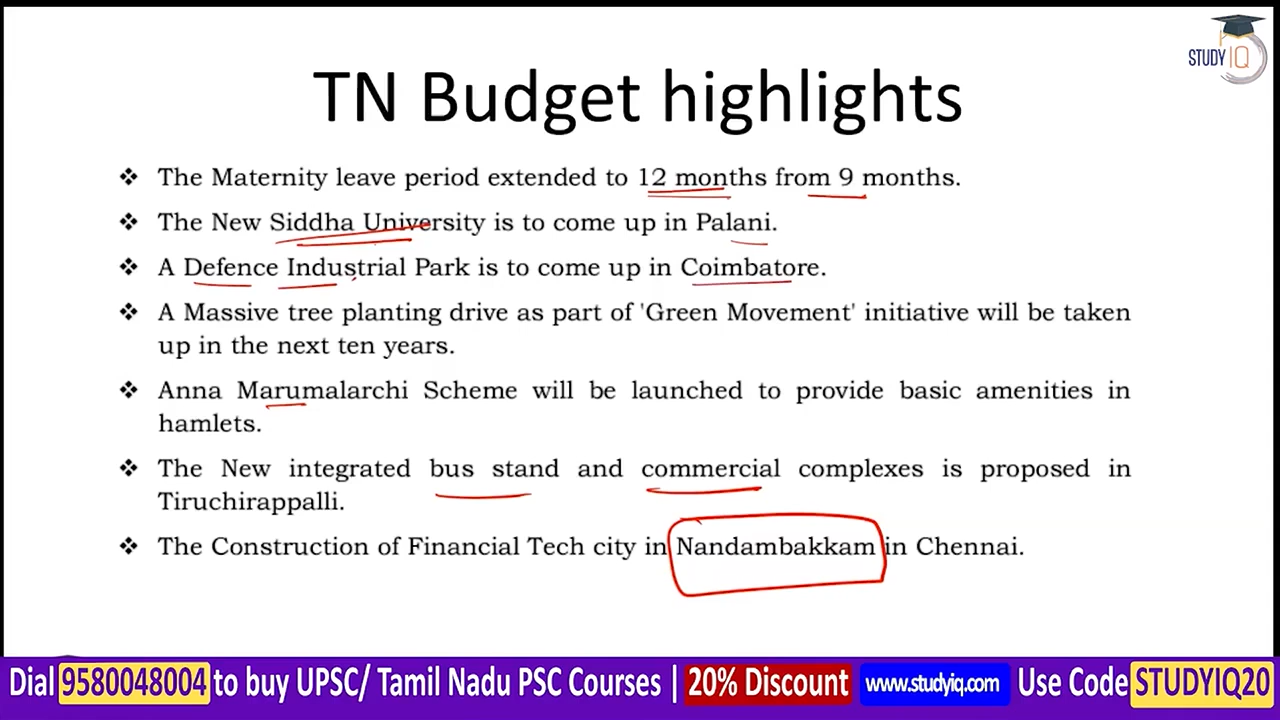 STUDY IQ
TN Budget highlights
❖ The Maternity leave period extended to 12 months from 9 months.
❖ The New Siddha University is to come up in Palani.
❖ A Defence Industrial Park is to come up in Coimbatore.
❖ A Massive tree planting drive as part of 'Green Movement' initiative will be taken
up in the next ten years.
❖ Anna Marumalarchi Scheme will be launched to provide basic amenities in
hamlets.
❖ The New integrated bus stand and commercial complexes is proposed in
Tiruchirappalli.
❖ The Construction of Financial Tech city in Nandambakkam in Chennai.
Dial 9580048004 to buy UPSC/ Tamil Nadu PSC Courses | 20% Discount www.studyiq.com Use Code STUDYIQ20